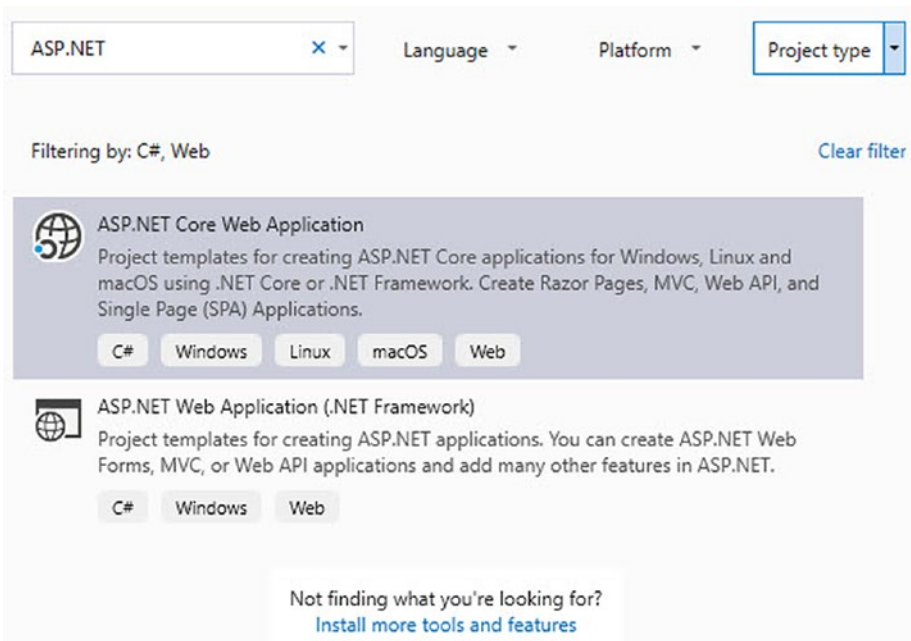 ASP.NET
Language
Platform
Project type
Filtering by: C#, Web
Clear filter
ASP.NET Core Web Application
Project templates for creating ASP.NET Core applications for Windows, Linux and
macOS using .NET Core or .NET Framework. Create Razor Pages, MVC, Web API, and
Single Page (SPA) Applications.
C# Windows Linux macOS Web
ASP.NET Web Application (.NET Framework)
Project templates for creating ASP.NET applications. You can create ASP.NET Web
Forms, MVC, or Web API applications and add many other features in ASP.NET.
C# Windows Web
Not finding what you're looking for?
Install more tools and features